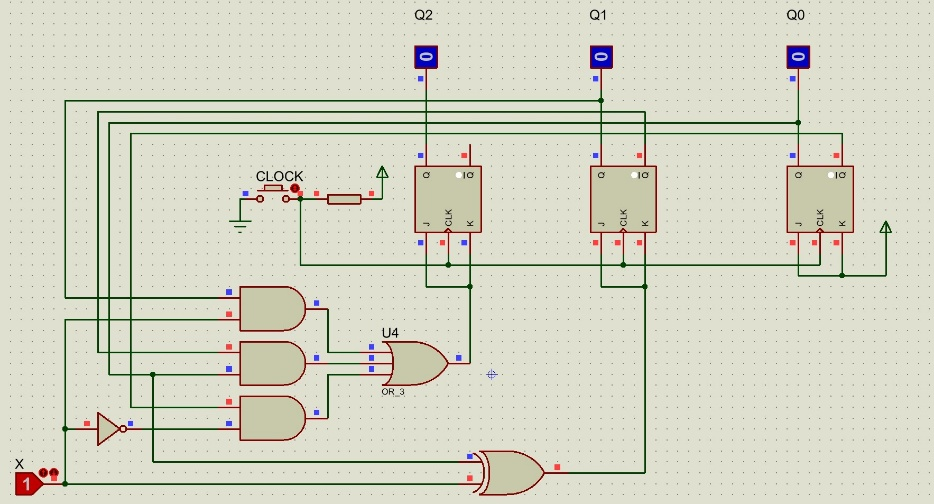 Q2 Q1 Q0
0 0 0
CLOCK
Q Q Q Q Q Q
J CLK K J CLK K J CLK K
U4
OR_3
X
1